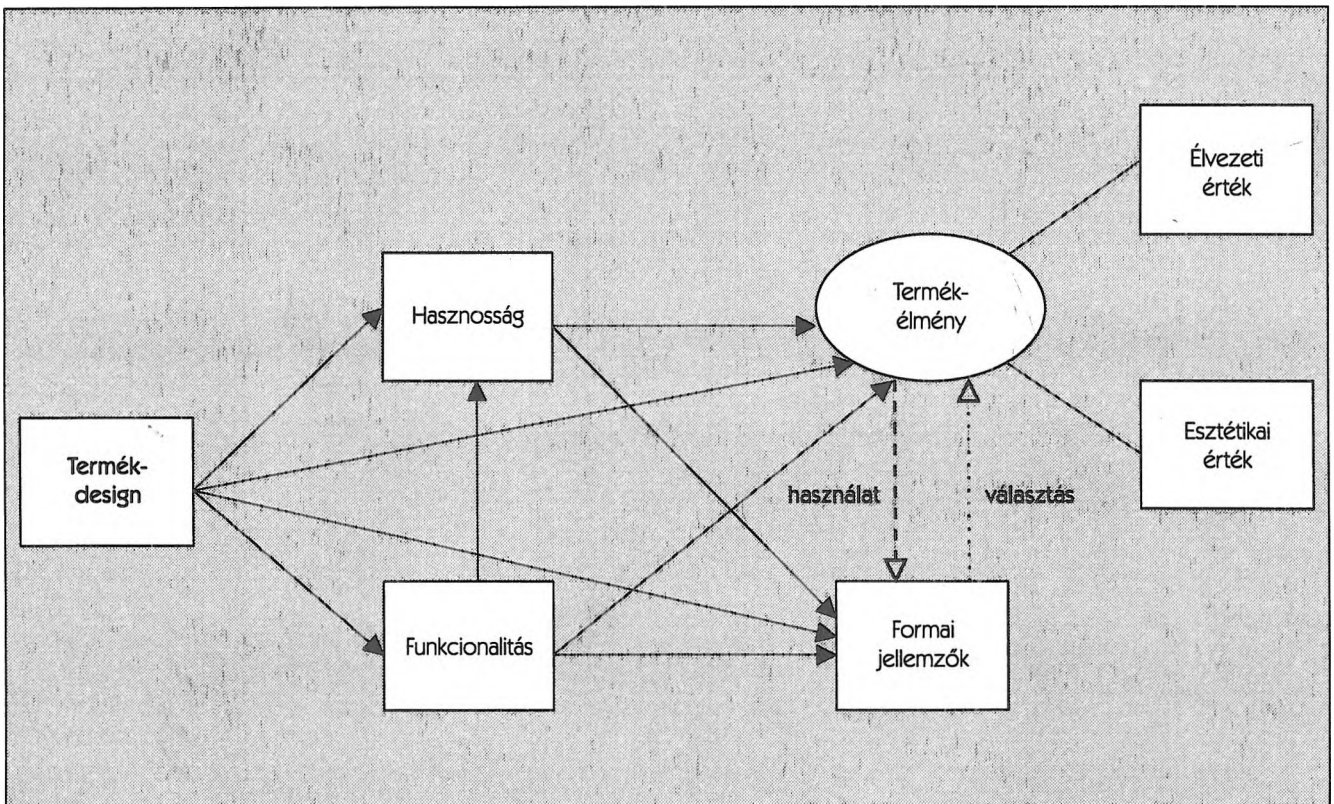 Élvezeti
érték
Termék-
élmény
Hasznosság
Esztétikai
érték
Termék-
design
használat
választás
Funkcionalitás
Formai
jellemzők